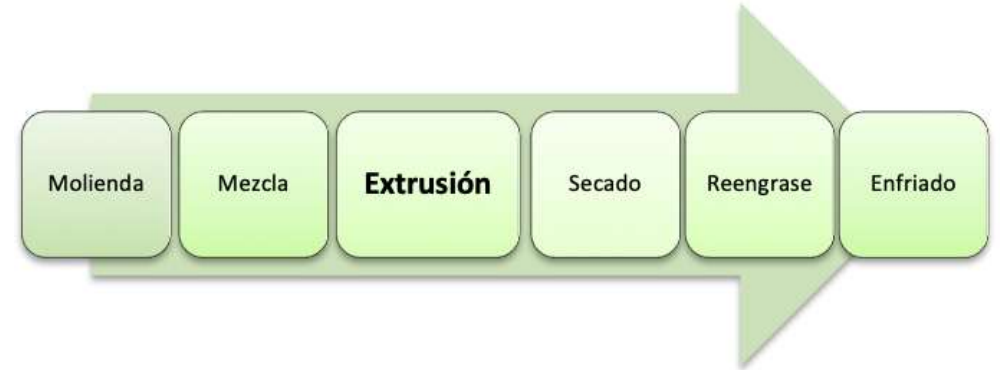 Molienda
Mezcla
Extrusión
Secado
Reengrase
Enfriado